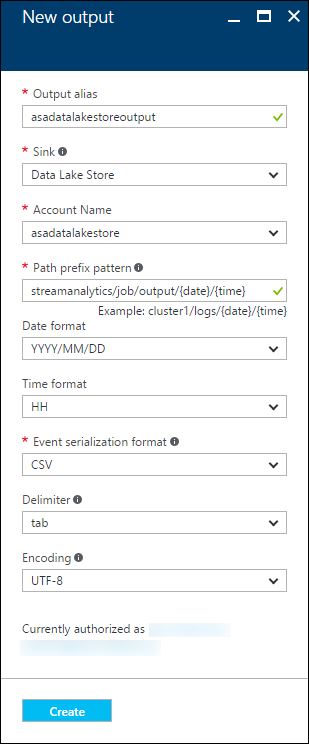 New output
* Output alias
asadatalakestoreoutput
* Sink
Data Lake Store
* Account Name
asadatalakestore
* Path prefix pattern
streamanalytics/job/output/{date}/{time}
Example: cluster1/logs/{date}/{time}
Date format
YYYY/MM/DD
Time format
HH
* Event serialization format
CSV
Delimiter
tab
Encoding
UTF-8
Currently authorized as
Create